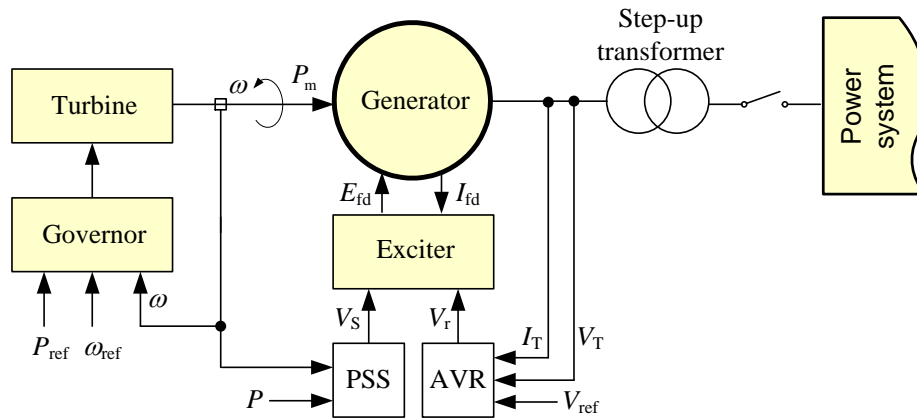 Step-up
transformer
Turbine
ω
Pm
Generator
Power
system
Governor
Efd
Ifd
Exciter
ω
Pref
ωref
VS
Vr
IT
VT
PSS
AVR
P
Vref